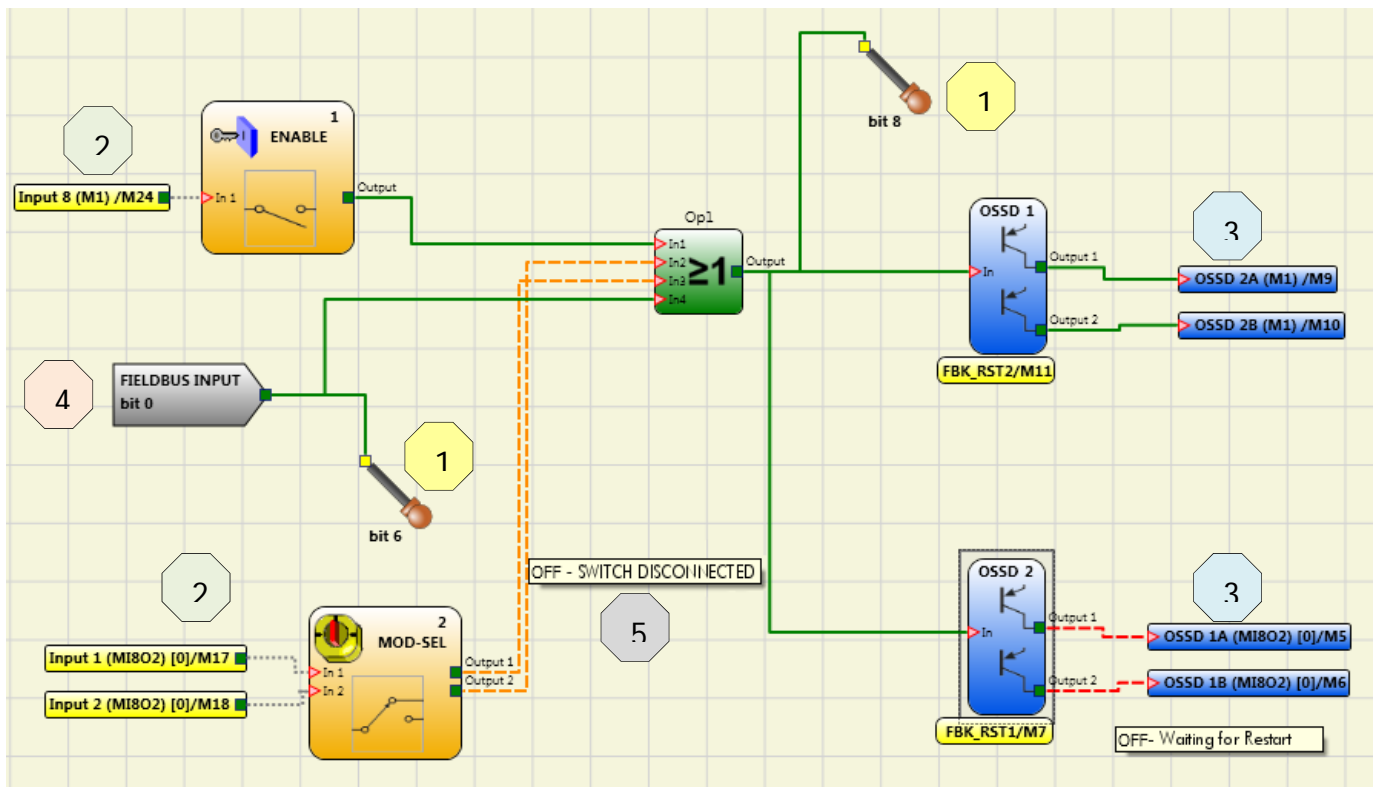 1
bit 8
2
1
ENABLE
Input 8 (M1) /M24
In 1
Output
Op1
In1
In2
In3
In4
≥1
Output
OSSD 1
In
Output 1
Output 2
FBK_RST2/M11
3
OSSD 2A (M1) /M9
OSSD 2B (M1) /M10
4
FIELDBUS INPUT
bit 0
1
bit 6
OFF - SWITCH DISCONNECTED
5
2
2
MOD-SEL
Input 1 (MI8O2) [0]/M17
Input 2 (MI8O2) [0]/M18
In 1
In 2
Output 1
Output 2
OSSD 2
In
Output 1
Output 2
FBK_RST1/M7
3
OSSD 1A (MI8O2) [0]/M5
OSSD 1B (MI8O2) [0]/M6
OFF- Waiting for Restart